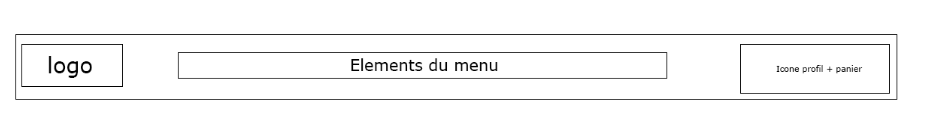 logo
Elements du menu
Icone profil + panier